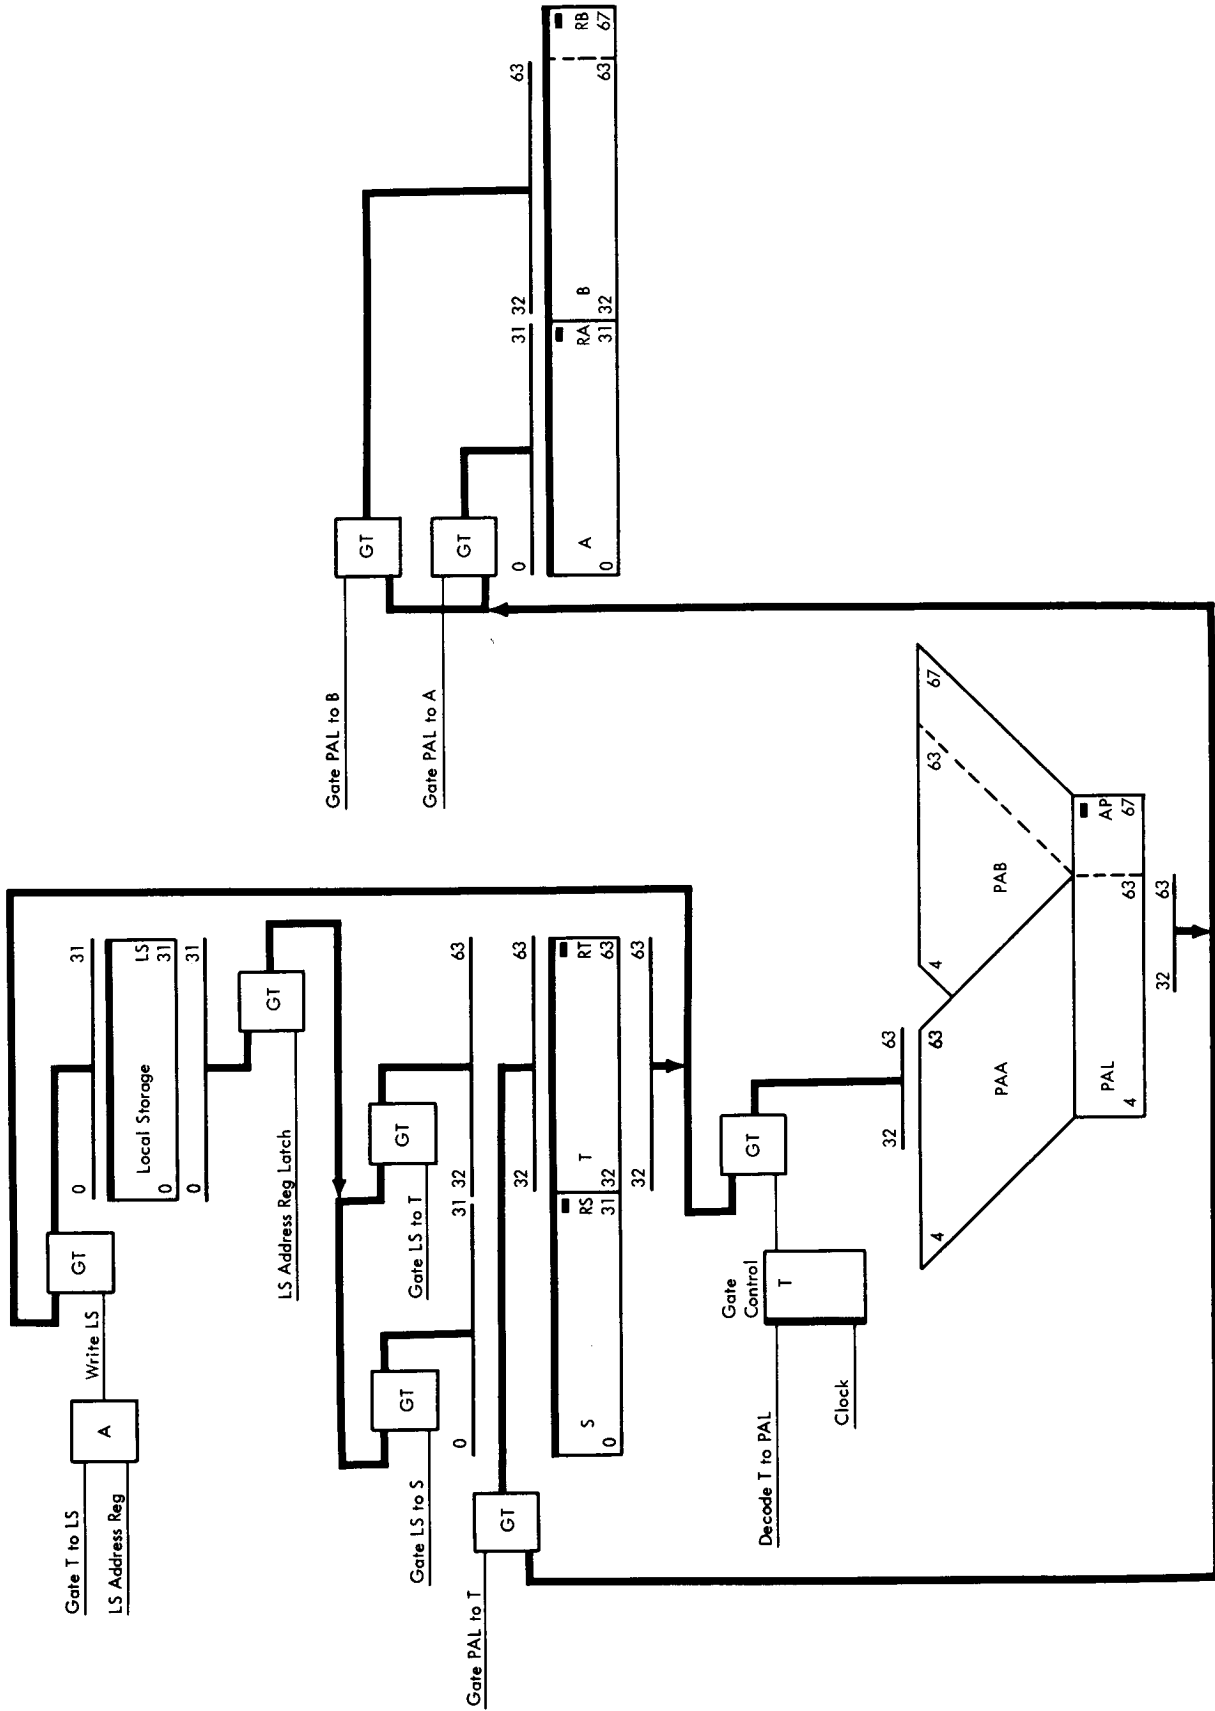 Gate T to LS
LS Address Reg
A
Write LS
GT
0 31
Local Storage LS
0 31
0 31
GT
LS Address Reg Latch
GT
Gate LS to S
GT
Gate LS to T
0 31 32 63
GT
Gate PAL to T
32 63
S RS T RT
0 31 32 63
32 63
Gate PAL to B
GT
Gate PAL to A
GT
0 31 32 63
A RA B RB
0 31 32 63 67
Gate
Control
T
Decode T to PAL
Clock
GT
32 63
4 63 4 63 67
PAA PAB
PAL AP
4 63 67
32 63